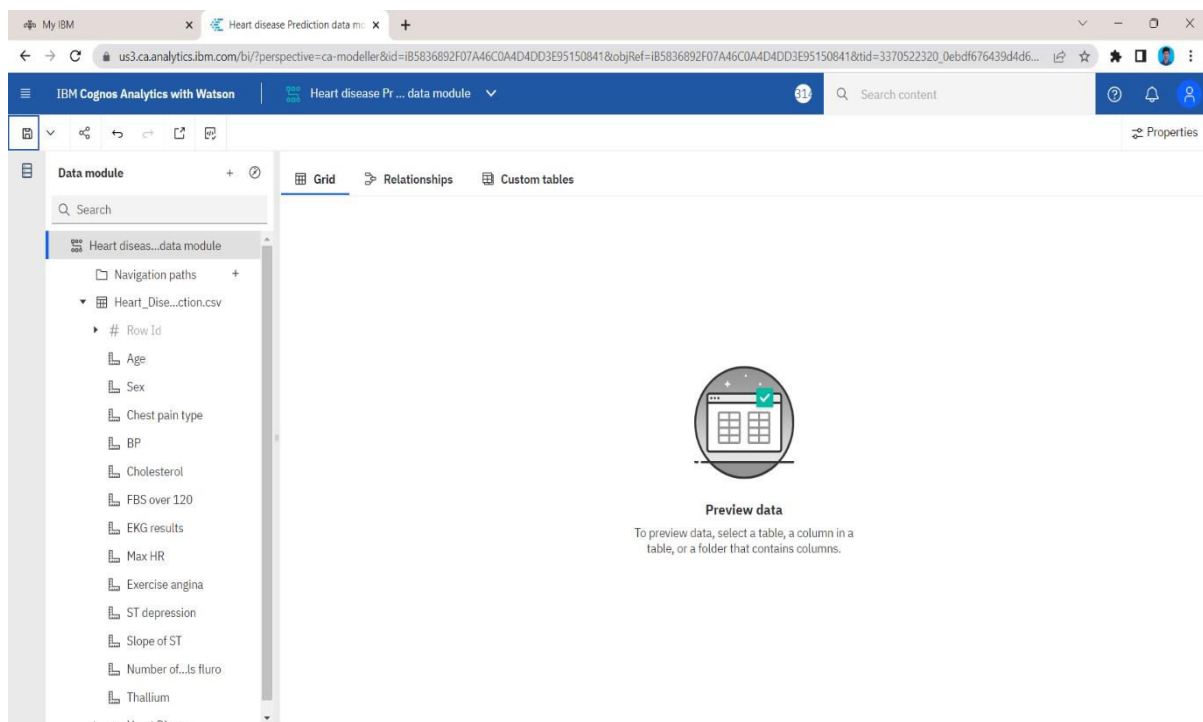 My IBM
Heart disease Prediction data mo
us3.ca.analytics.ibm.com/bi/?perspective=ca-modeller&id=iB5836892F07A46C0A4D4DD3E95150841&objRef=iB5836892F07A46C0A4D4DD3E95150841&tid=3370522320_0ebdf676439d4d6...
IBM Cognos Analytics with Watson
Heart disease Pr ... data module
Search content
Properties
Data module
Search
Heart diseas...data module
Navigation paths
Heart_Dise...ction.csv
# Row Id
Age
Sex
Chest pain type
BP
Cholesterol
FBS over 120
EKG results
Max HR
Exercise angina
ST depression
Slope of ST
Number of...ls fluro
Thallium
Grid
Relationships
Custom tables
Preview data
To preview data, select a table, a column in a
table, or a folder that contains columns.